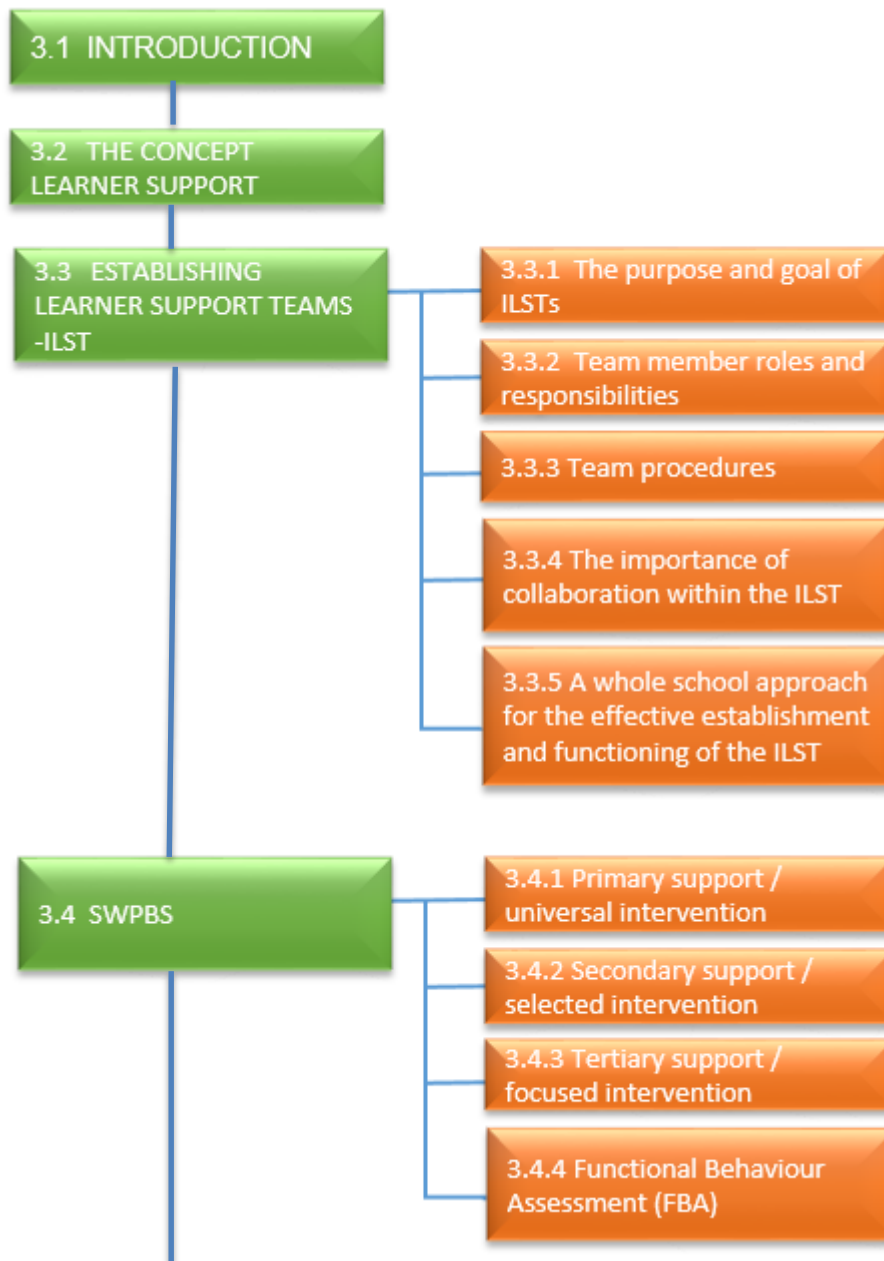 3.1 INTRODUCTION
3.2 THE CONCEPT
LEARNER SUPPORT
3.3 ESTABLISHING
LEARNER SUPPORT TEAMS
-ILST
3.3.1 The purpose and goal of
ILSTs
3.3.2 Team member roles and
responsibilities
3.3.3 Team procedures
3.3.4 The importance of
collaboration within the ILST
3.3.5 A whole school approach
for the effective establishment
and functioning of the ILST
3.4 SWPBS
3.4.1 Primary support /
universal intervention
3.4.2 Secondary support /
selected intervention
3.4.3 Tertiary support /
focused intervention
3.4.4 Functional Behaviour
Assessment (FBA)